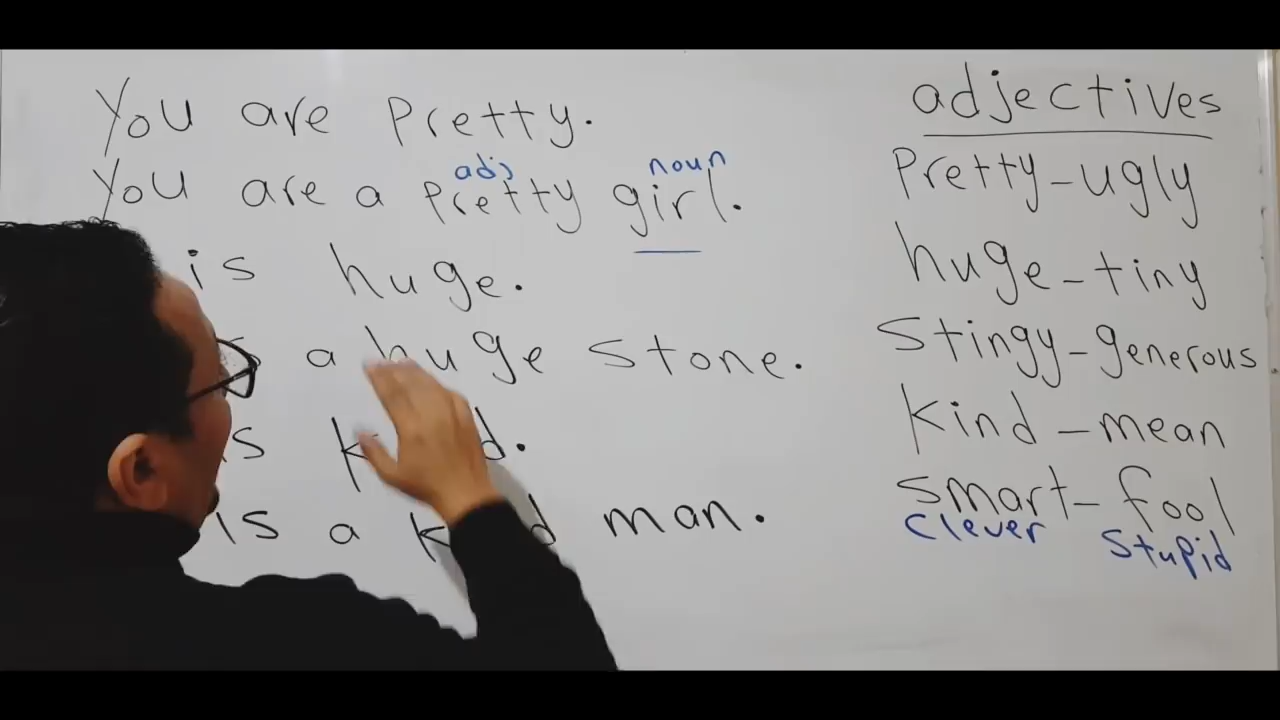 You are Pretty.
adj noun
You are a pretty girl.
is huge.
a huge stone.
is
is a man.
adjectives
Pretty-ugly
huge-tiny
Stingy-generous
Kind-mean
smart-fool
Clever Stupid